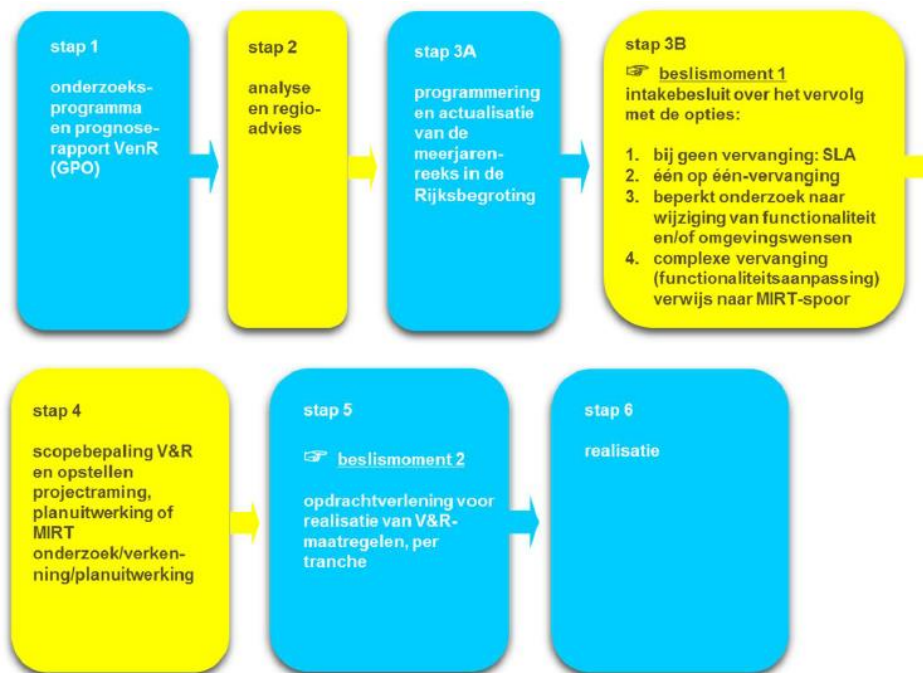 stap 1
onderzoeks-
programma
en prognose-
rapport VenR
(GPO)
stap 2
analyse
en regio-
advies
stap 3A
programmering
en actualisatie
van de
meerjaren-
reeks in de
Rijksbegroting
stap 3B
☞ beslismoment 1
intakebesluit over het vervolg
met de opties:
1. bij geen vervanging: SLA
2. één op één-vervanging
3. beperkt onderzoek naar
wijziging van functionaliteit
en/of omgevingswensen
4. complexe vervanging
(functionaliteitsaanpassing)
verwijs naar MIRT-spoor
stap 4
scopebepaling V&R
en opstellen
projectraming,
planuitwerking of
MIRT
onderzoek/verken-
ning/planuitwerking
stap 5
☞ beslismoment 2
opdrachtverlening voor
realisatie van V&R-
maatregelen, per
tranche
stap 6
realisatie